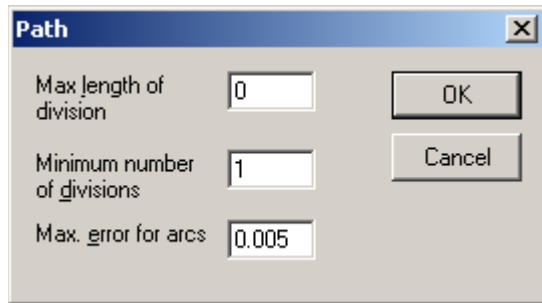 Path
Max length of
division
0
OK
Minimum number
of divisions
1
Cancel
Max. error for arcs
0.005